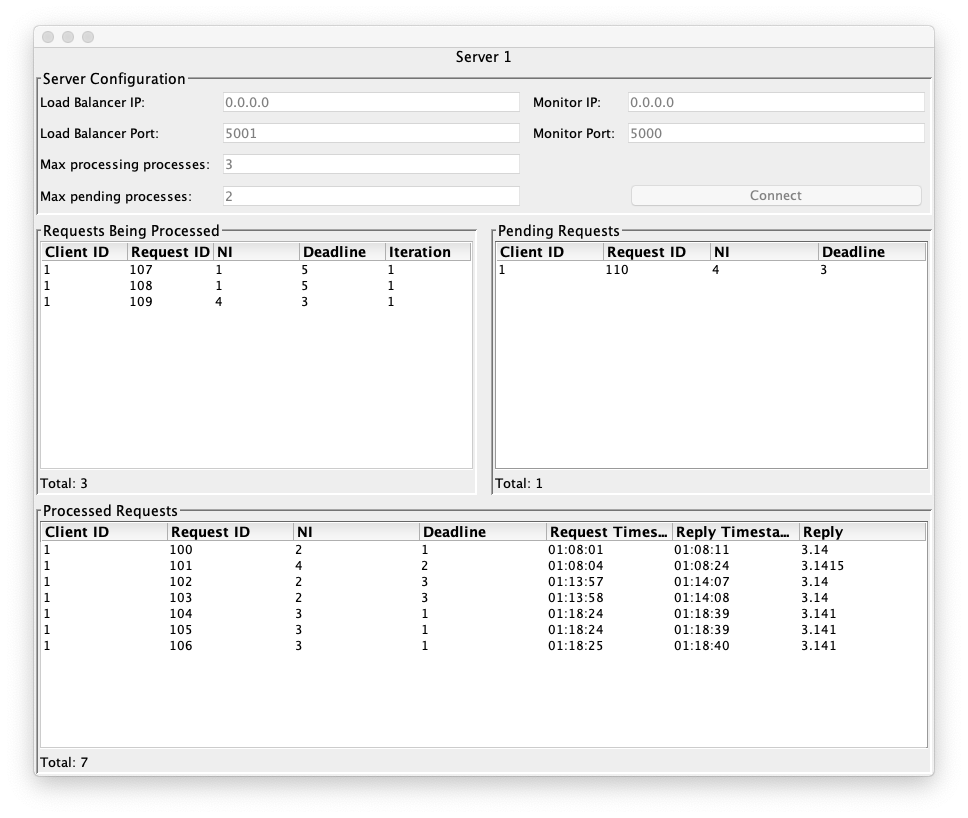 Server 1
Server Configuration
Load Balancer IP: 0.0.0.0 Monitor IP: 0.0.0.0
Load Balancer Port: 5001 Monitor Port: 5000
Max processing processes: 3
Max pending processes: 2 Connect
Requests Being Processed
Client ID Request ID NI Deadline Iteration
1 107 1 5 1
1 108 1 5 1
1 109 4 3 1
Total: 3
Pending Requests
Client ID Request ID NI Deadline
1 110 4 3
Total: 1
Processed Requests
Client ID Request ID NI Deadline Request Times... Reply Timesta... Reply
1 100 2 1 01:08:01 01:08:11 3.14
1 101 4 2 01:08:04 01:08:24 3.1415
1 102 2 3 01:13:57 01:14:07 3.14
1 103 2 3 01:13:58 01:14:08 3.14
1 104 3 1 01:18:24 01:18:39 3.141
1 105 3 1 01:18:24 01:18:39 3.141
1 106 3 1 01:18:25 01:18:40 3.141
Total: 7